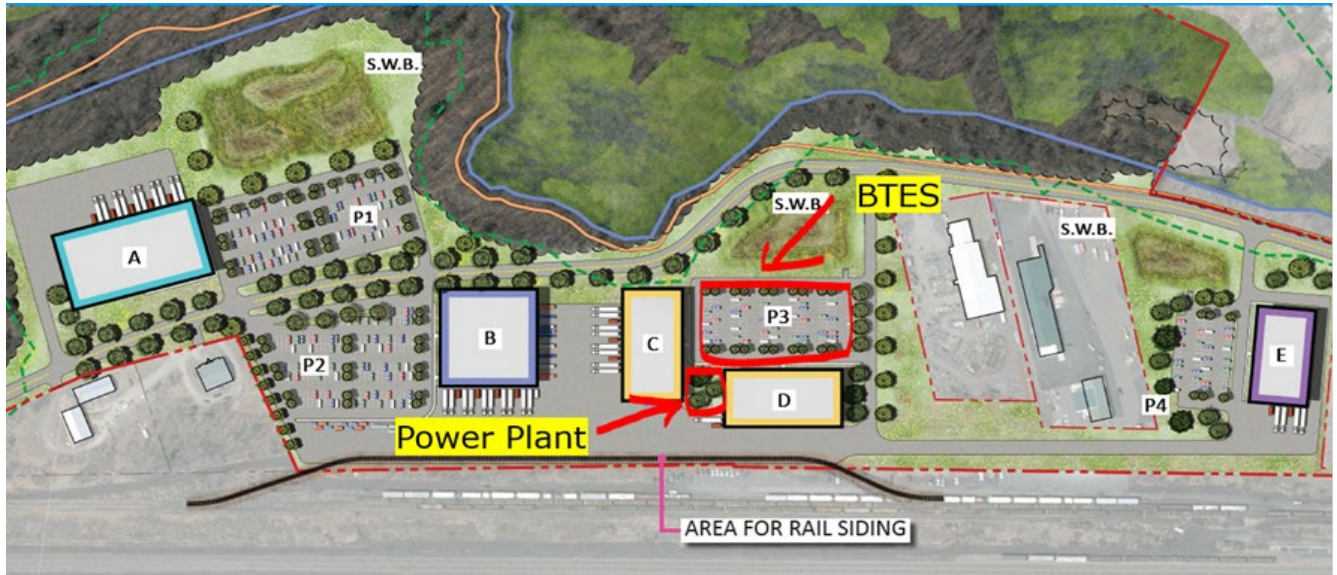 S.W.B.
P1
A
S.W.B.
BTES
S.W.B.
P3
B
C
E
P2
D
P4
Power Plant
AREA FOR RAIL SIDING